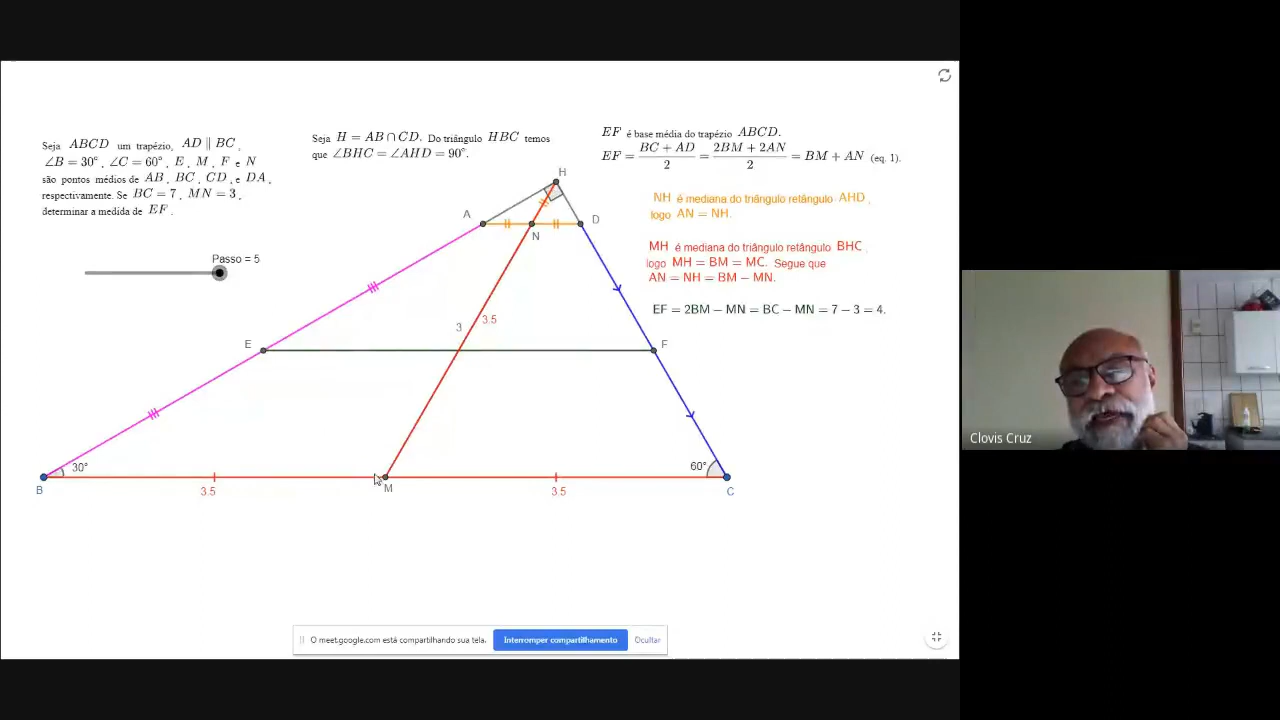 Seja ABCD um trapézio, AD ∥ BC,
∠B = 30°, ∠C = 60°, E, M, F e N
são pontos médios de AB, BC, CD, e DA,
respectivamente. Se BC = 7, MN = 3,
determinar a medida de EF.
Passo = 5
Seja H = AB ∩ CD. Do triângulo HBC temos
que ∠BHC = ∠AHD = 90°.
EF é base média do trapézio ABCD.
EF = (BC + AD)/2 = (2BM + 2AN)/2 = BM + AN (eq. 1).
NH é mediana do triângulo retângulo AHD,
logo AN = NH.
MH é mediana do triângulo retângulo BHC,
logo MH = BM = MC. Segue que
AN = NH = BM − MN.
EF = 2BM − MN = BC − MN = 7 − 3 = 4.
H
A
D
N
3
3.5
E
F
30°
60°
B
3.5
M
3.5
C
Clovis Cruz
O meet.google.com está compartilhando sua tela.
Interromper compartilhamento
Ocultar